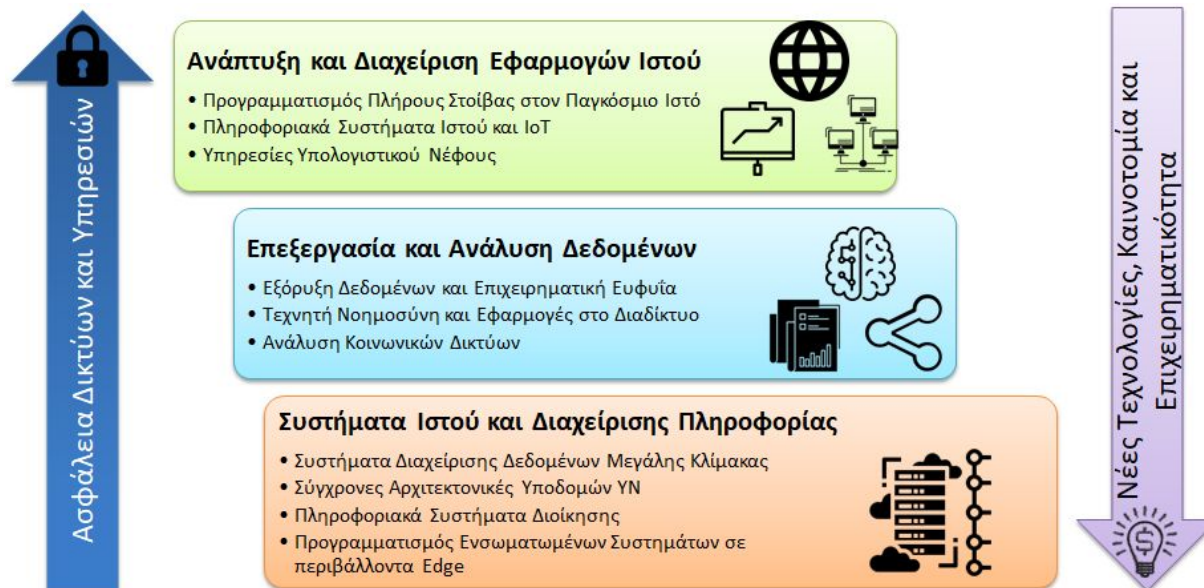 Ασφάλεια Δικτύων και Υπηρεσιών
Ανάπτυξη και Διαχείριση Εφαρμογών Ιστού
• Προγραμματισμός Πλήρους Στοίβας στον Παγκόσμιο Ιστό
• Πληροφοριακά Συστήματα Ιστού και IoT
• Υπηρεσίες Υπολογιστικού Νέφους
Επεξεργασία και Ανάλυση Δεδομένων
• Εξόρυξη Δεδομένων και Επιχειρηματική Ευφυΐα
• Τεχνητή Νοημοσύνη και Εφαρμογές στο Διαδίκτυο
• Ανάλυση Κοινωνικών Δικτύων
Συστήματα Ιστού και Διαχείρισης Πληροφορίας
• Συστήματα Διαχείρισης Δεδομένων Μεγάλης Κλίμακας
• Σύγχρονες Αρχιτεκτονικές Υποδομών ΥΝ
• Πληροφοριακά Συστήματα Διοίκησης
• Προγραμματισμός Ενσωματωμένων Συστημάτων σε
περιβάλλοντα Edge
Νέες Τεχνολογίες, Καινοτομία και
Επιχειρηματικότητα
$